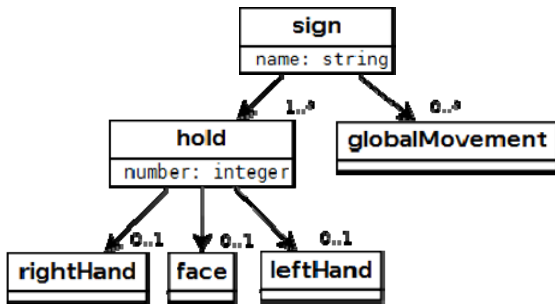 sign
name: string
1..*
0..*
hold
globalMovement
number: integer
0..1
0..1
0..1
rightHand
face
leftHand